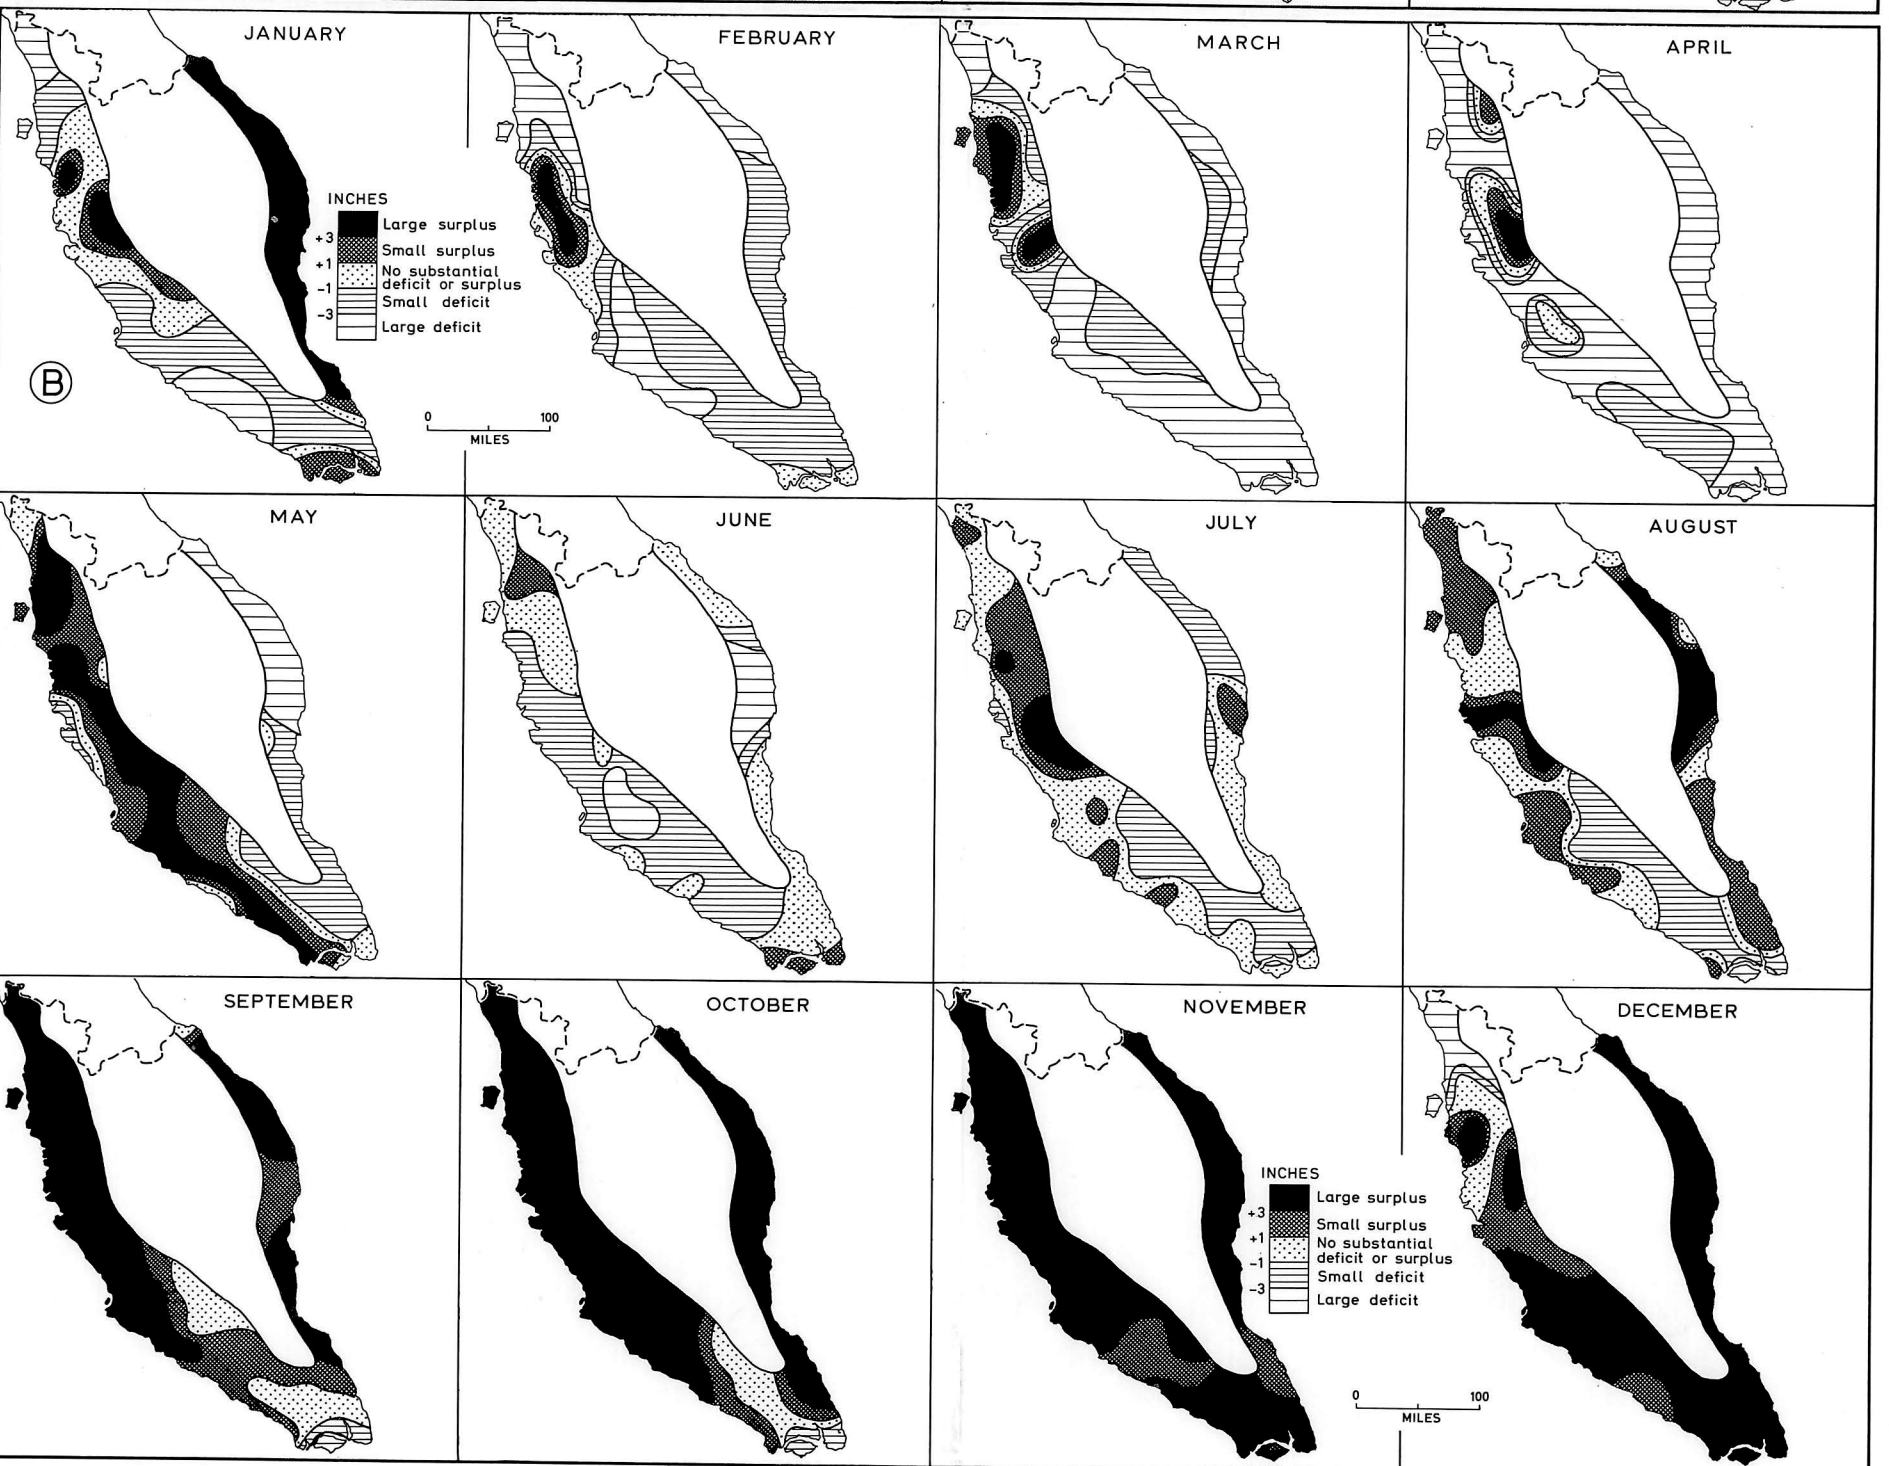 JANUARY
FEBRUARY
MARCH
APRIL
INCHES
Large surplus
+3
Small surplus
+1
No substantial
deficit or surplus
-1
Small deficit
-3
Large deficit
B
0 100
MILES
MAY
JUNE
JULY
AUGUST
SEPTEMBER
OCTOBER
NOVEMBER
DECEMBER
INCHES
Large surplus
+3
Small surplus
+1
No substantial
deficit or surplus
-1
Small deficit
-3
Large deficit
0 100
MILES